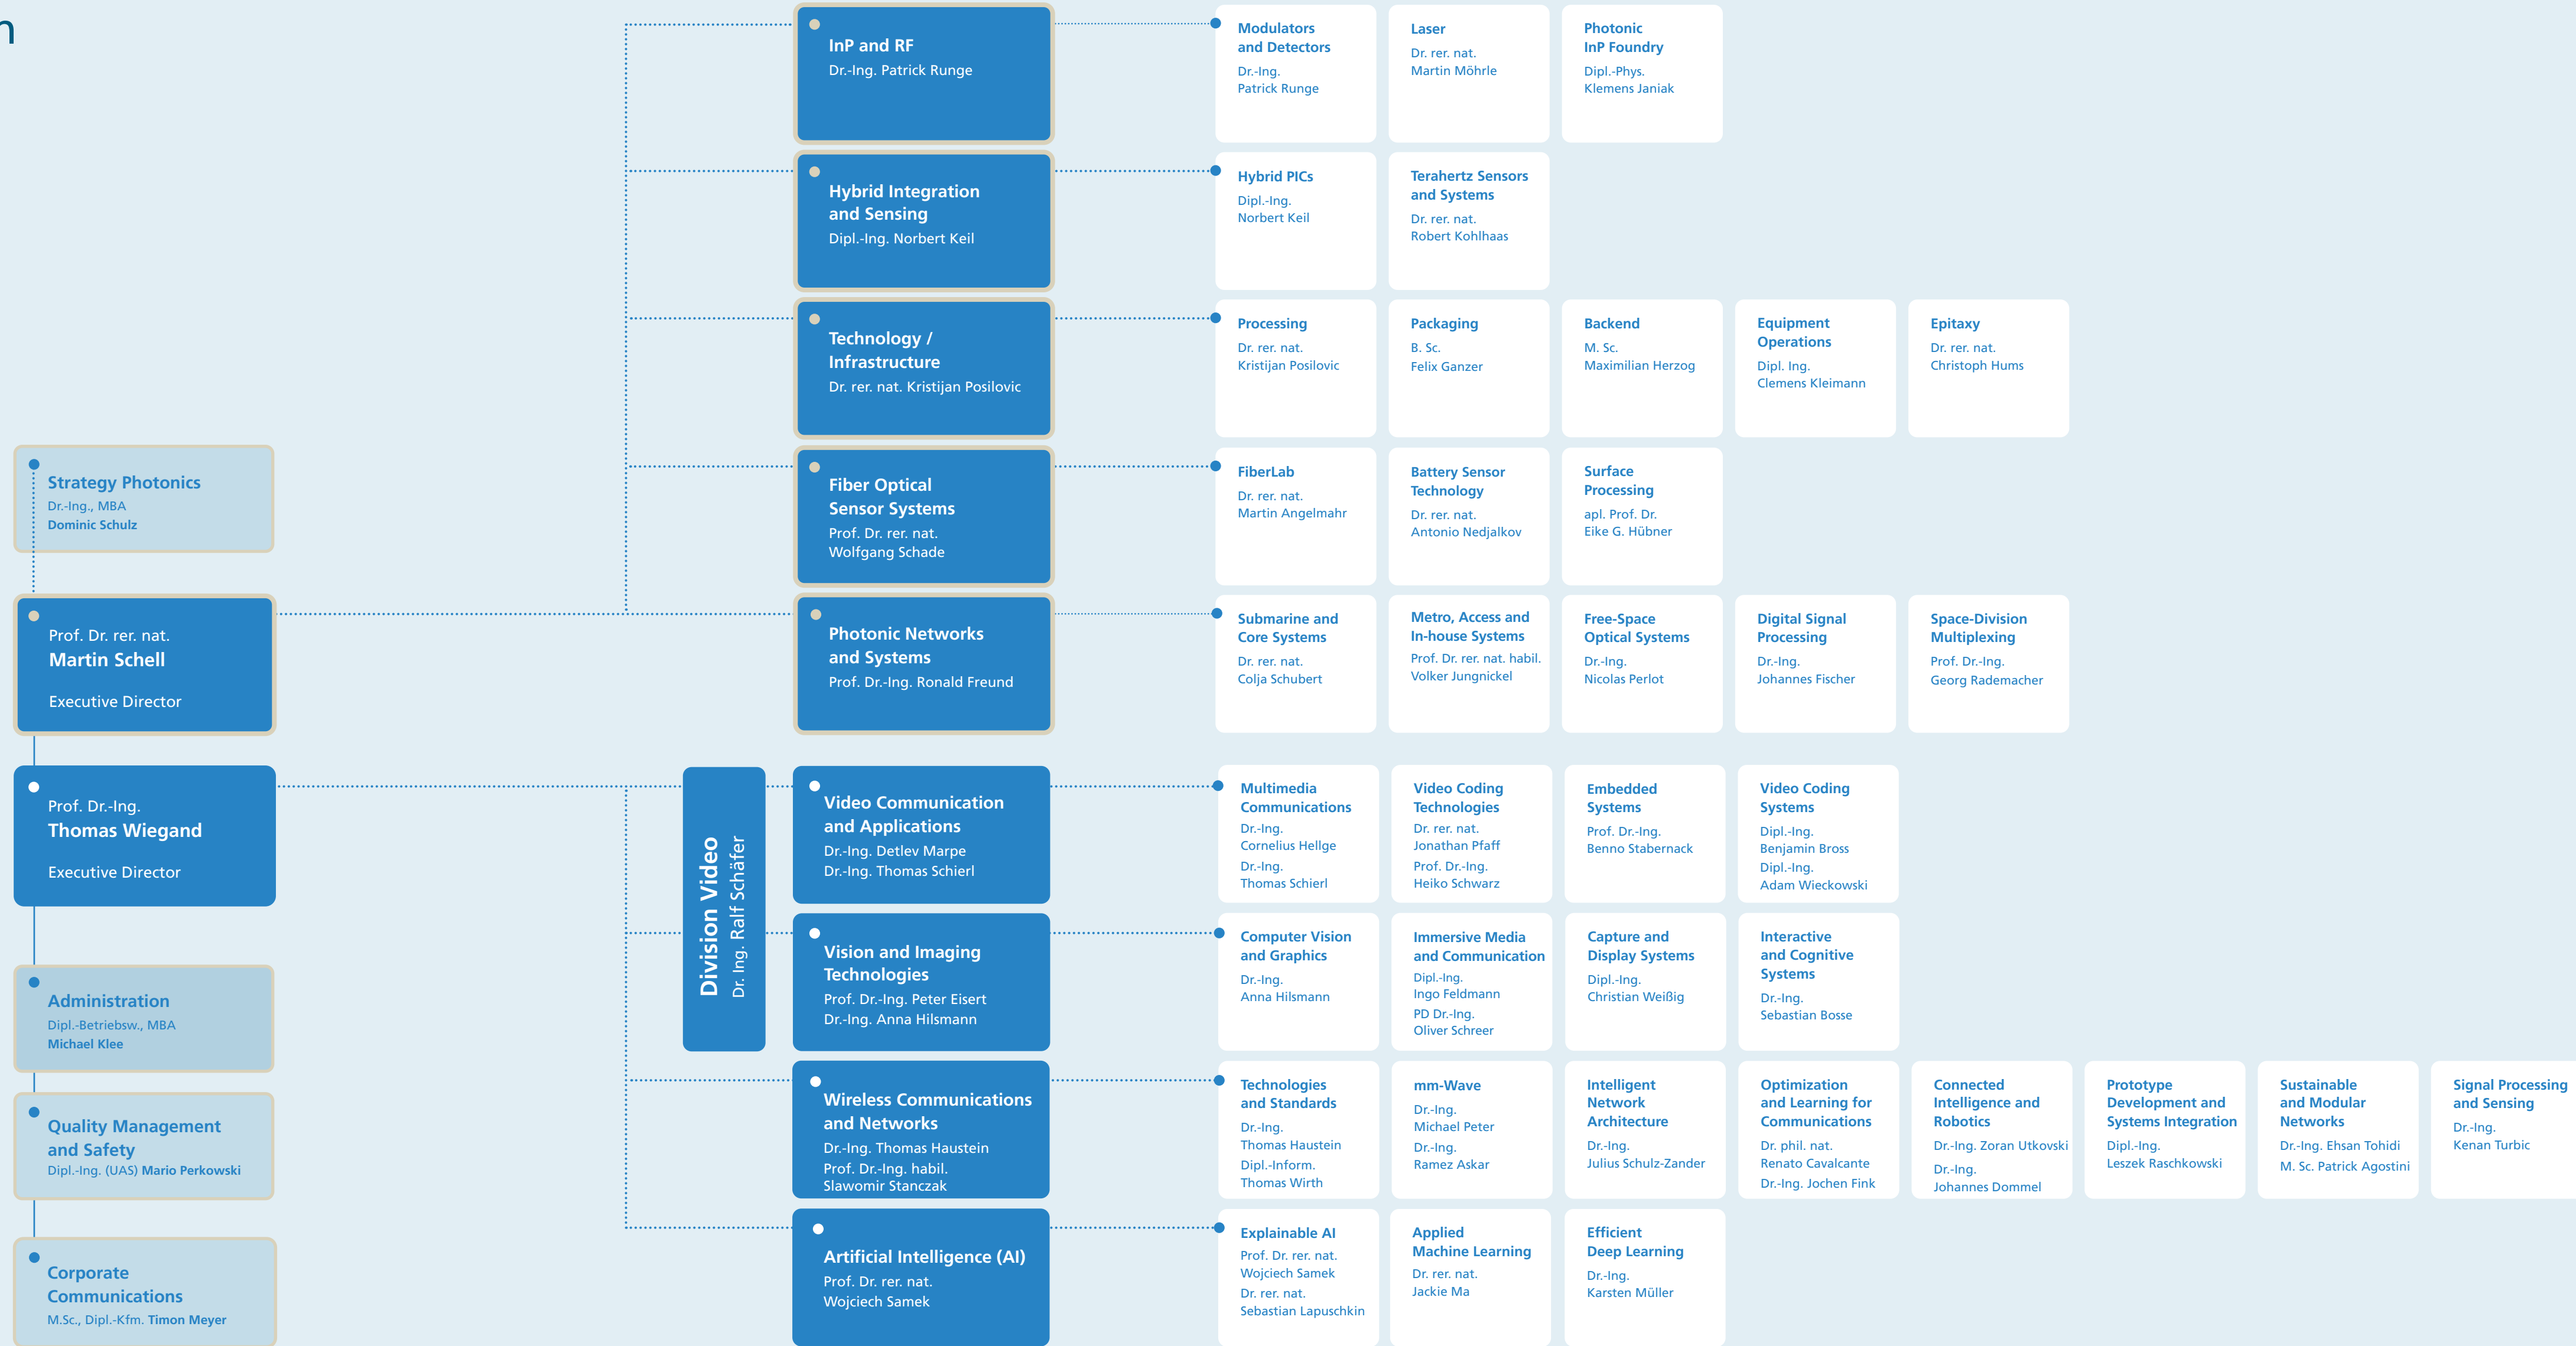 n
Strategy Photonics
Dr.-Ing., MBA
Dominic Schulz
Prof. Dr. rer. nat.
Martin Schell
Executive Director
Prof. Dr.-Ing.
Thomas Wiegand
Executive Director
Administration
Dipl.-Betriebsw., MBA
Michael Klee
Quality Management
and Safety
Dipl.-Ing. (UAS) Mario Perkowski
Corporate
Communications
M.Sc., Dipl.-Kfm. Timon Meyer
InP and RF
Dr.-Ing. Patrick Runge
Modulators
and Detectors
Dr.-Ing.
Patrick Runge
Laser
Dr. rer. nat.
Martin Möhrle
Photonic
InP Foundry
Dipl.-Phys.
Klemens Janiak
Hybrid Integration
and Sensing
Dipl.-Ing. Norbert Keil
Hybrid PICs
Dipl.-Ing.
Norbert Keil
Terahertz Sensors
and Systems
Dr. rer. nat.
Robert Kohlhaas
Technology /
Infrastructure
Dr. rer. nat. Kristijan Posilovic
Processing
Dr. rer. nat.
Kristijan Posilovic
Packaging
B. Sc.
Felix Ganzer
Backend
M. Sc.
Maximilian Herzog
Equipment
Operations
Dipl. Ing.
Clemens Kleimann
Epitaxy
Dr. rer. nat.
Christoph Hums
Fiber Optical
Sensor Systems
Prof. Dr. rer. nat.
Wolfgang Schade
FiberLab
Dr. rer. nat.
Martin Angelmahr
Battery Sensor
Technology
Dr. rer. nat.
Antonio Nedjalkov
Surface
Processing
apl. Prof. Dr.
Eike G. Hübner
Photonic Networks
and Systems
Prof. Dr.-Ing. Ronald Freund
Submarine and
Core Systems
Dr. rer. nat.
Colja Schubert
Metro, Access and
In-house Systems
Prof. Dr. rer. nat. habil.
Volker Jungnickel
Free-Space
Optical Systems
Dr.-Ing.
Nicolas Perlot
Digital Signal
Processing
Dr.-Ing.
Johannes Fischer
Space-Division
Multiplexing
Prof. Dr.-Ing.
Georg Rademacher
Division Video
Dr. Ing. Ralf Schäfer
Video Communication
and Applications
Dr.-Ing. Detlev Marpe
Dr.-Ing. Thomas Schierl
Multimedia
Communications
Dr.-Ing.
Cornelius Hellge
Dr.-Ing.
Thomas Schierl
Video Coding
Technologies
Dr. rer. nat.
Jonathan Pfaff
Prof. Dr.-Ing.
Heiko Schwarz
Embedded
Systems
Prof. Dr.-Ing.
Benno Stabernack
Video Coding
Systems
Dipl.-Ing.
Benjamin Bross
Dipl.-Ing.
Adam Wieckowski
Vision and Imaging
Technologies
Prof. Dr.-Ing. Peter Eisert
Dr.-Ing. Anna Hilsmann
Computer Vision
and Graphics
Dr.-Ing.
Anna Hilsmann
Immersive Media
and Communication
Dipl.-Ing.
Ingo Feldmann
PD Dr.-Ing.
Oliver Schreer
Capture and
Display Systems
Dipl.-Ing.
Christian Weißig
Interactive
and Cognitive
Systems
Dr.-Ing.
Sebastian Bosse
Wireless Communications
and Networks
Dr.-Ing. Thomas Haustein
Prof. Dr.-Ing. habil.
Slawomir Stanczak
Technologies
and Standards
Dr.-Ing.
Thomas Haustein
Dipl.-Inform.
Thomas Wirth
mm-Wave
Dr.-Ing.
Michael Peter
Dr.-Ing.
Ramez Askar
Intelligent
Network
Architecture
Dr.-Ing.
Julius Schulz-Zander
Optimization
and Learning for
Communications
Dr. phil. nat.
Renato Cavalcante
Dr.-Ing. Jochen Fink
Connected
Intelligence and
Robotics
Dr.-Ing. Zoran Utkovski
Dr.-Ing.
Johannes Dommel
Prototype
Development and
Systems Integration
Dipl.-Ing.
Leszek Raschkowski
Sustainable
and Modular
Networks
Dr.-Ing. Ehsan Tohidi
M. Sc. Patrick Agostini
Signal Processing
and Sensing
Dr.-Ing.
Kenan Turbic
Artificial Intelligence (AI)
Prof. Dr. rer. nat.
Wojciech Samek
Explainable AI
Prof. Dr. rer. nat.
Wojciech Samek
Dr. rer. nat.
Sebastian Lapuschkin
Applied
Machine Learning
Dr. rer. nat.
Jackie Ma
Efficient
Deep Learning
Dr.-Ing.
Karsten Müller